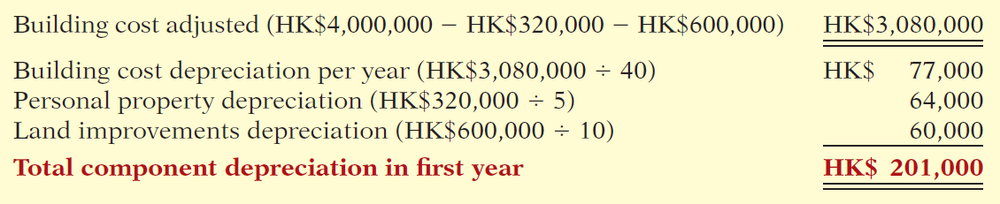 Building cost adjusted (HK$4,000,000 − HK$320,000 − HK$600,000) HK$3,080,000
Building cost depreciation per year (HK$3,080,000 ÷ 40) HK$ 77,000
Personal property depreciation (HK$320,000 ÷ 5) 64,000
Land improvements depreciation (HK$600,000 ÷ 10) 60,000
Total component depreciation in first year HK$ 201,000